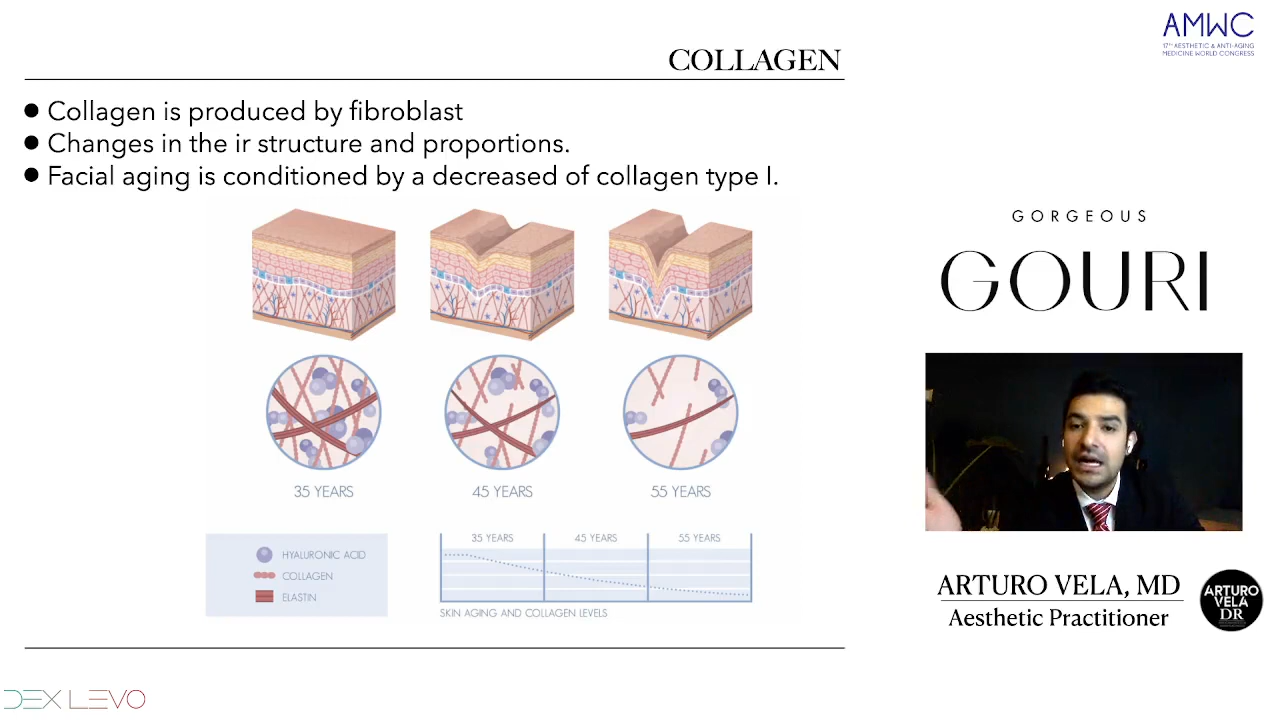 AMWC
17TH AESTHETIC & ANTI-AGING
MEDICINE WORLD CONGRESS
COLLAGEN
● Collagen is produced by fibroblast
● Changes in the ir structure and proportions.
● Facial aging is conditioned by a decreased of collagen type I.
35 YEARS
45 YEARS
55 YEARS
HYALURONIC ACID
COLLAGEN
ELASTIN
35 YEARS
45 YEARS
55 YEARS
SKIN AGING AND COLLAGEN LEVELS
GORGEOUS
GOURI
ARTURO VELA, MD
Aesthetic Practitioner
ARTURO
VELA
DR
DEX LEVO